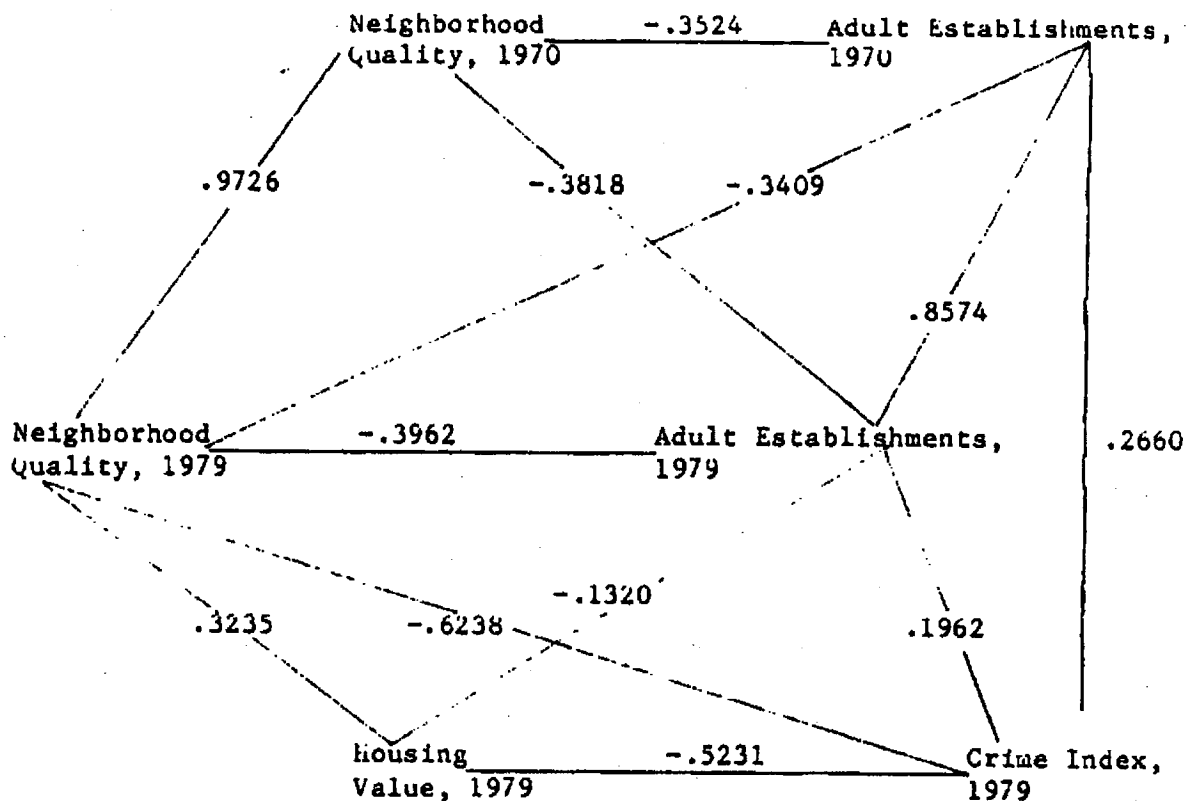 Neighborhood
Quality, 1970
-.3524
Adult Establishments,
1970
.9726
-.3818
-.3409
.8574
Neighborhood
Quality, 1979
-.3962
Adult Establishments,
1979
.2660
-.1320
.3235
-.6238
.1962
Housing
Value, 1979
-.5231
Crime Index,
1979